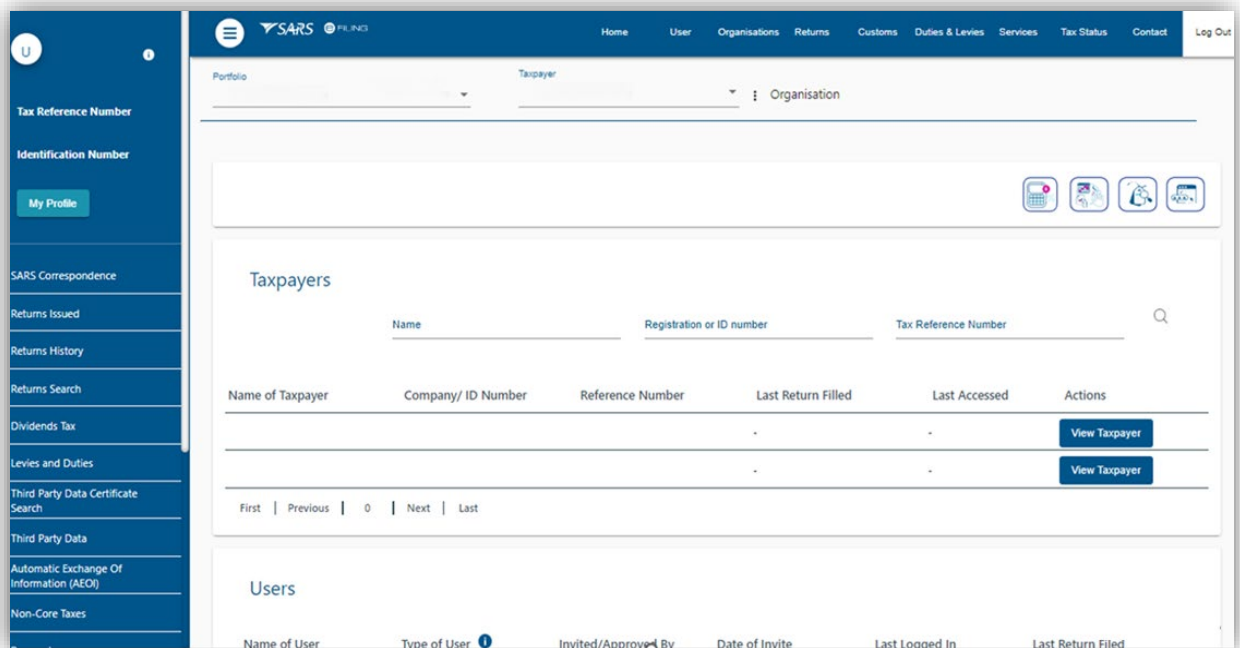 U
SARS eFILING
Home User Organisations Returns Customs Duties & Levies Services Tax Status Contact Log Out
Portfolio
Taxpayer
Organisation
Tax Reference Number
Identification Number
My Profile
SARS Correspondence
Returns Issued
Returns History
Returns Search
Dividends Tax
Levies and Duties
Third Party Data Certificate
Search
Third Party Data
Automatic Exchange Of
Information (AEOI)
Non-Core Taxes
Taxpayers
Name Registration or ID number Tax Reference Number
Name of Taxpayer Company/ ID Number Reference Number Last Return Filled Last Accessed Actions
- - View Taxpayer
- - View Taxpayer
First | Previous | 0 | Next | Last
Users
Name of User Type of User Invited/Approved By Date of Invite Last Logged In Last Return Filed